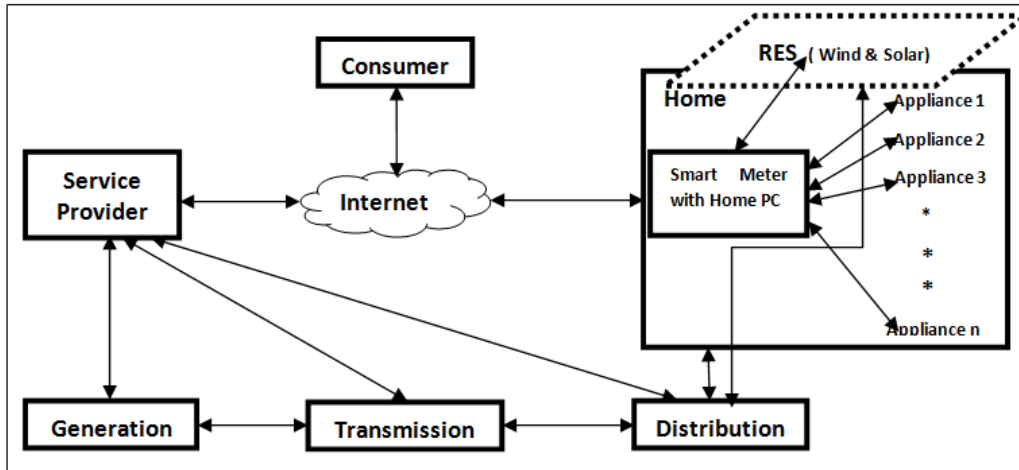 RES ( Wind & Solar)
Consumer
Home
Appliance 1
Appliance 2
Service
Provider
Smart Meter
with Home PC
Appliance 3
Internet
*
*
*
Appliance n
Generation
Transmission
Distribution